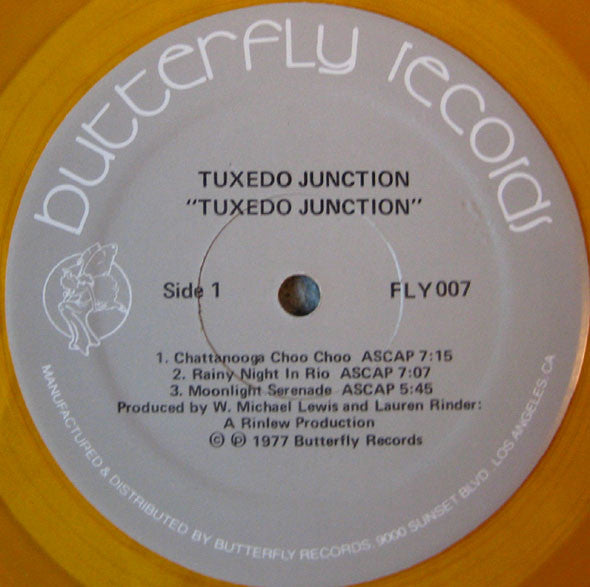 butterfly records
TUXEDO JUNCTION
"TUXEDO JUNCTION"
Side 1
FLY 007
1. Chattanooga Choo Choo ASCAP 7:15
2. Rainy Night In Rio ASCAP 7:07
3. Moonlight Serenade ASCAP 5:45
Produced by W. Michael Lewis and Lauren Rinder:
A Rinlew Production
© ℗ 1977 Butterfly Records
MANUFACTURED & DISTRIBUTED BY BUTTERFLY RECORDS, 9000 SUNSET BLVD., LOS ANGELES, CA